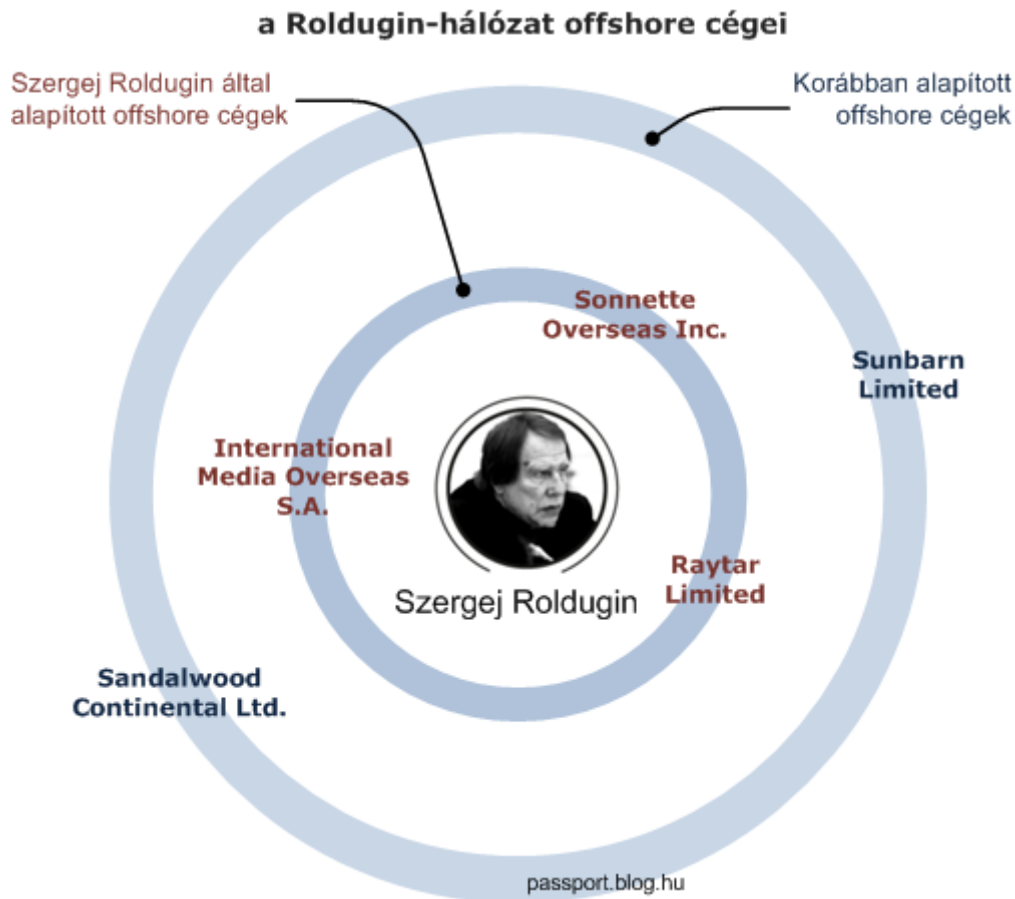 a Roldugin-hálózat offshore cégei
Szergej Roldugin által
alapított offshore cégek
Korábban alapított
offshore cégek
Sonnette
Overseas Inc.
Sunbarn
Limited
International
Media Overseas
S.A.
Raytar
Limited
Szergej Roldugin
Sandalwood
Continental Ltd.
passport.blog.hu